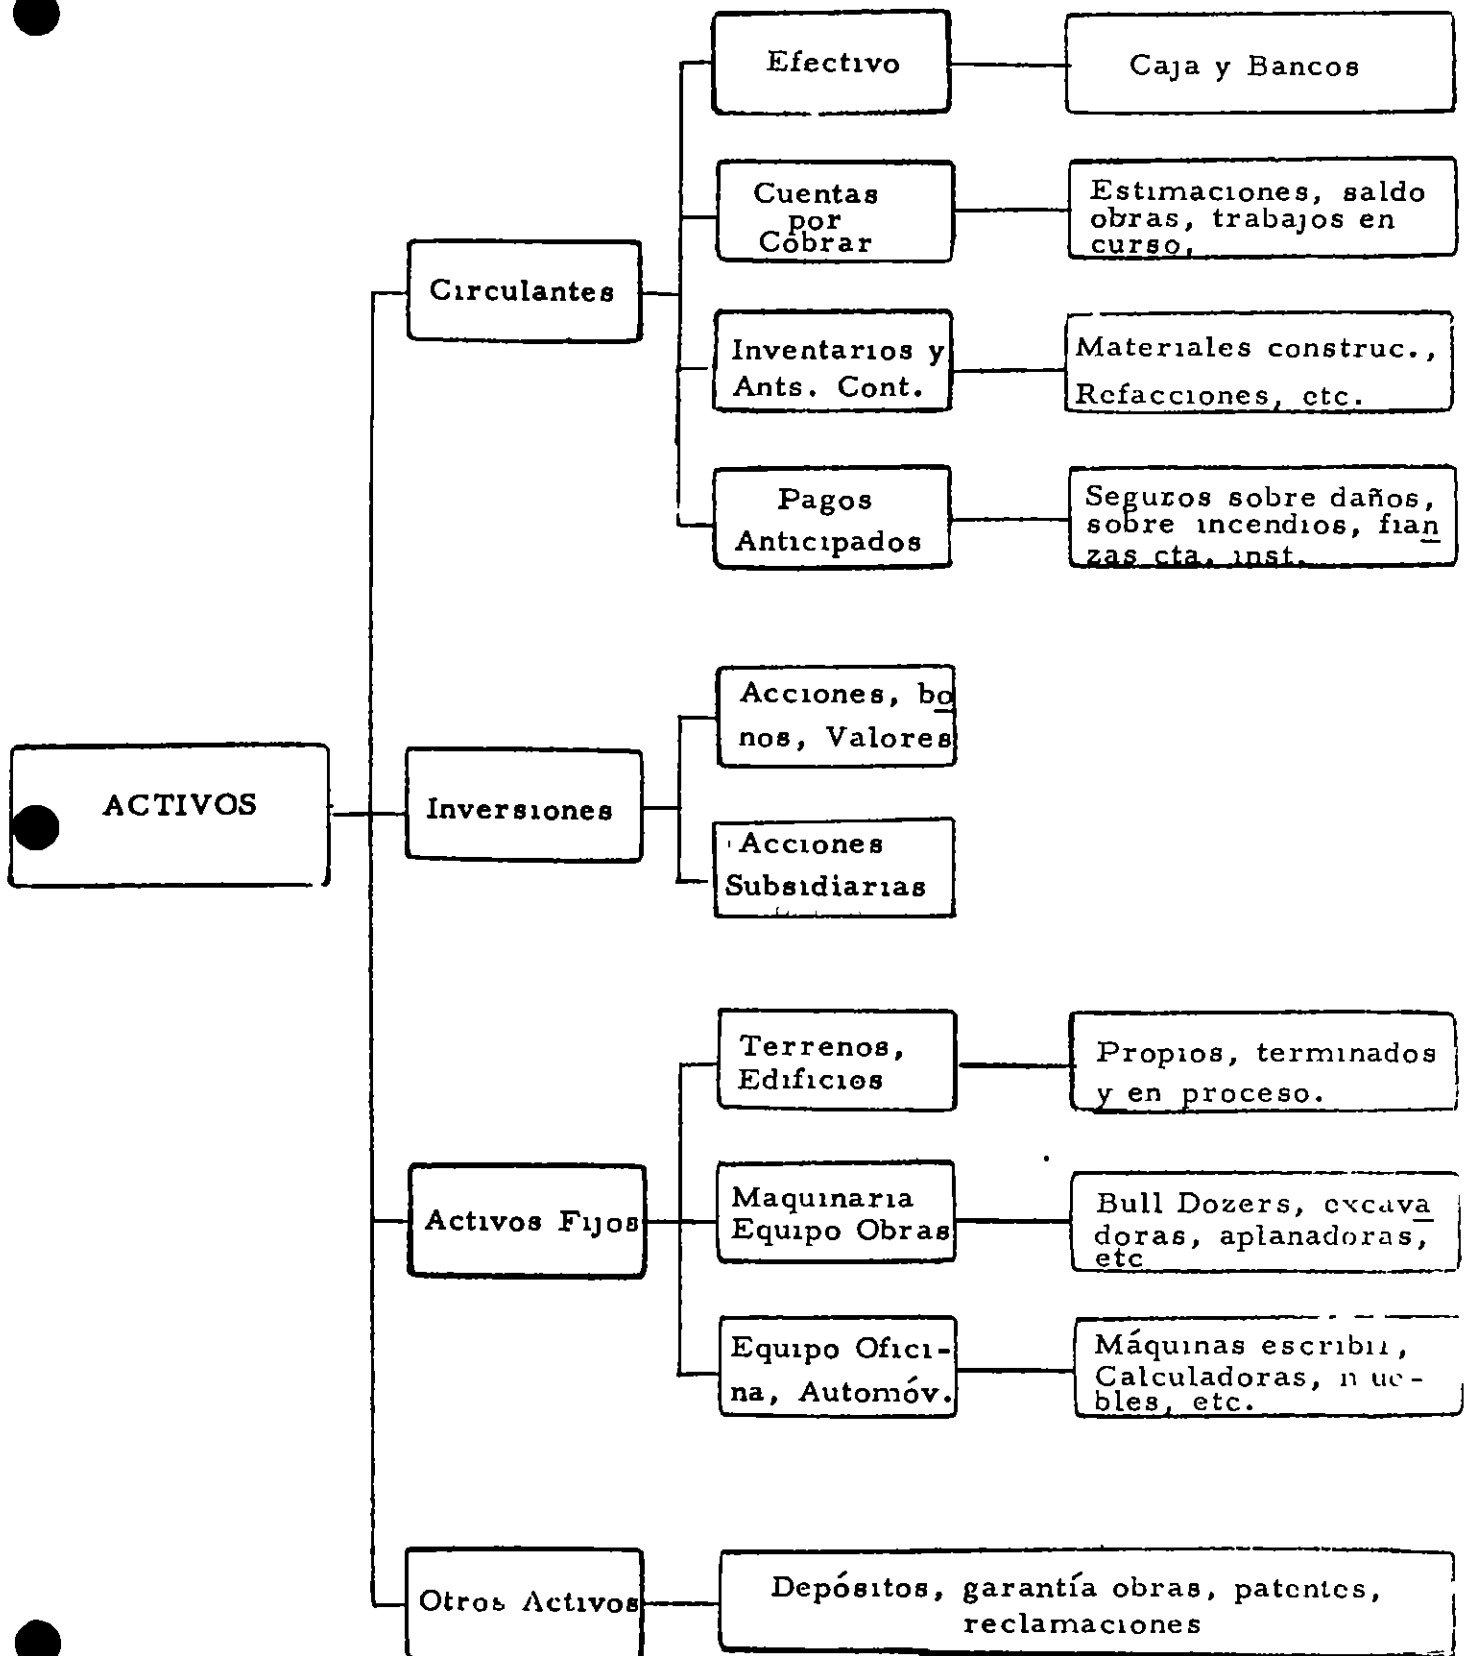 Efectivo
Caja y Bancos
Cuentas
por
Cobrar
Estimaciones, saldo
obras, trabajos en
curso,
Circulantes
Inventarios y
Ants. Cont.
Materiales construc.,
Refacciones, etc.
Pagos
Anticipados
Seguros sobre daños,
sobre incendios, fian
zas cta. inst.
ACTIVOS
Inversiones
Acciones, bo
nos, Valores
Acciones
Subsidiarias
Terrenos,
Edificios
Propios, terminados
y en proceso.
Activos Fijos
Maquinaria
Equipo Obras
Bull Dozers, excava
doras, aplanadoras,
etc
Equipo Ofici-
na, Automóv.
Máquinas escribir,
Calculadoras, mue-
bles, etc.
Otros Activos
Depósitos, garantía obras, patentes,
reclamaciones